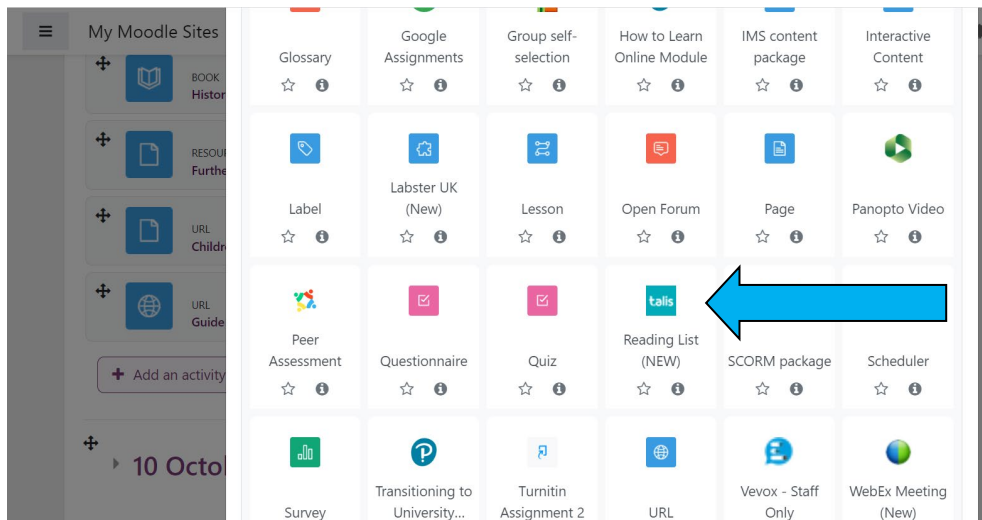 My Moodle Sites
BOOK
Histor
RESOU
Furthe
URL
Childr
URL
Guide
Add an activity
10 Octo
Glossary
Google
Assignments
Group self-
selection
How to Learn
Online Module
IMS content
package
Interactive
Content
Label
Labster UK
(New)
Lesson
Open Forum
Page
Panopto Video
Peer
Assessment
Questionnaire
Quiz
talis
Reading List
(NEW)
SCORM package
Scheduler
Survey
Transitioning to
University...
Turnitin
Assignment 2
URL
Vevox - Staff
Only
WebEx Meeting
(New)